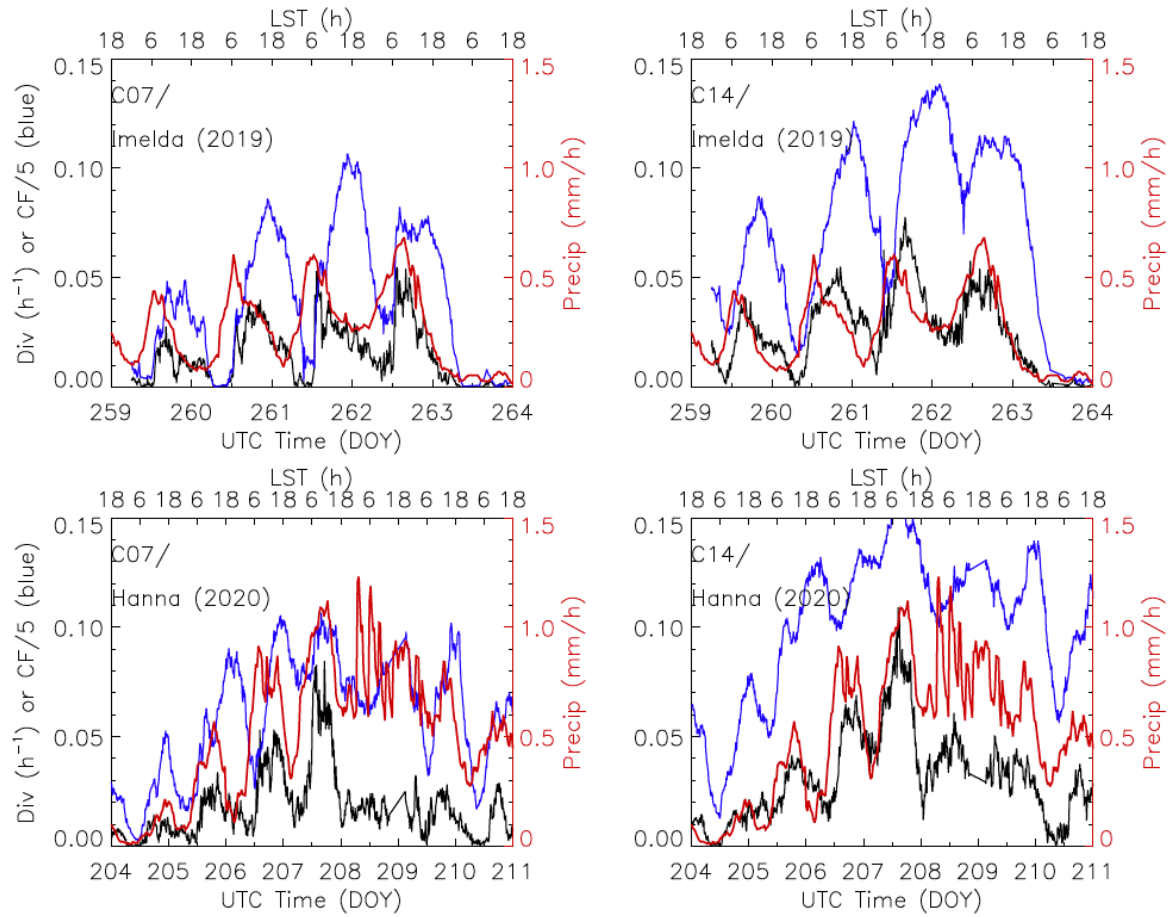 LST (h)
18 6 18 6 18 6 18 6 18 6 18
0.15
0.10
0.05
0.00
Div (h⁻¹) or CF/5 (blue)
C07/
Imelda (2019)
1.5
1.0
0.5
0
Precip (mm/h)
259 260 261 262 263 264
UTC Time (DOY)
LST (h)
18 6 18 6 18 6 18 6 18 6 18
0.15
0.10
0.05
0.00
C14/
Imelda (2019)
1.5
1.0
0.5
0
Precip (mm/h)
259 260 261 262 263 264
UTC Time (DOY)
LST (h)
18 6 18 6 18 6 18 6 18 6 18 6 18 6 18
0.15
0.10
0.05
0.00
Div (h⁻¹) or CF/5 (blue)
C07/
Hanna (2020)
1.5
1.0
0.5
0
Precip (mm/h)
204 205 206 207 208 209 210 211
UTC Time (DOY)
LST (h)
18 6 18 6 18 6 18 6 18 6 18 6 18 6 18
0.15
0.10
0.05
0.00
C14/
Hanna (2020)
1.5
1.0
0.5
0
Precip (mm/h)
204 205 206 207 208 209 210 211
UTC Time (DOY)